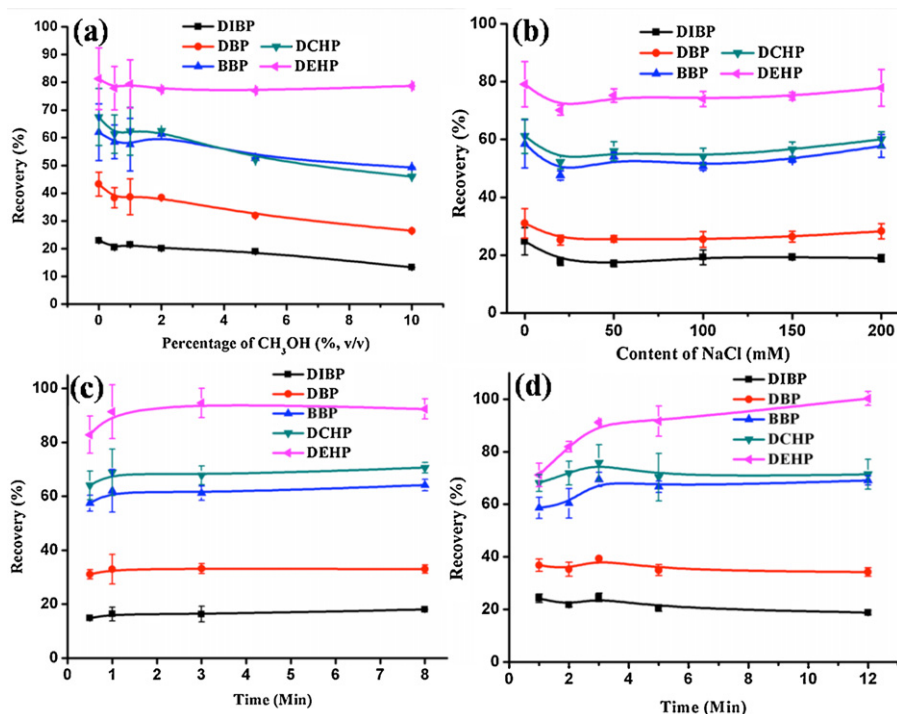 (a)
DIBP
DBP
DCHP
BBP
DEHP
100
90
80
70
60
50
40
30
20
10
0
Recovery (%)
0 2 4 6 8 10
Percentage of CH₃OH (%, v/v)
(b)
DIBP
DBP
DCHP
BBP
DEHP
100
80
60
40
20
0
Recovery (%)
0 50 100 150 200
Content of NaCl (mM)
(c)
DIBP
DBP
BBP
DCHP
DEHP
100
80
60
40
20
0
Recovery (%)
0 1 2 3 4 5 6 7 8
Time (Min)
(d)
DIBP
DBP
BBP
DCHP
DEHP
100
80
60
40
20
0
Recovery (%)
0 2 4 6 8 10 12
Time (Min)